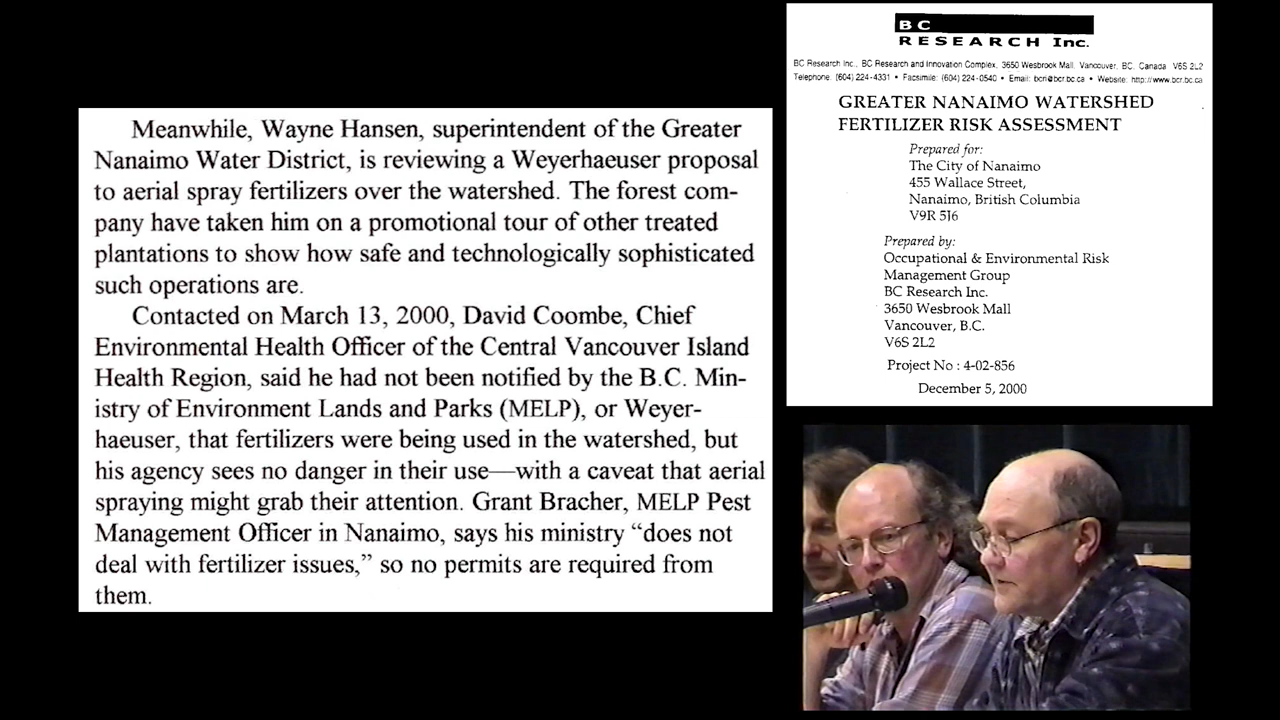 Meanwhile, Wayne Hansen, superintendent of the Greater
Nanaimo Water District, is reviewing a Weyerhaeuser proposal
to aerial spray fertilizers over the watershed. The forest com-
pany have taken him on a promotional tour of other treated
plantations to show how safe and technologically sophisticated
such operations are.
Contacted on March 13, 2000, David Coombe, Chief
Environmental Health Officer of the Central Vancouver Island
Health Region, said he had not been notified by the B.C. Min-
istry of Environment Lands and Parks (MELP), or Weyer-
haeuser, that fertilizers were being used in the watershed, but
his agency sees no danger in their use—with a caveat that aerial
spraying might grab their attention. Grant Bracher, MELP Pest
Management Officer in Nanaimo, says his ministry “does not
deal with fertilizer issues,” so no permits are required from
them.
BC
RESEARCH Inc.
BC Research Inc., BC Research and Innovation Complex, 3650 Wesbrook Mall, Vancouver, BC, Canada V6S 2L2
Telephone: (604) 224-4331 • Facsimile: (604) 224-0540 • Email: bcri@bcr.bc.ca • Website: http://www.bcr.bc.ca
GREATER NANAIMO WATERSHED
FERTILIZER RISK ASSESSMENT
Prepared for:
The City of Nanaimo
455 Wallace Street,
Nanaimo, British Columbia
V9R 5J6
Prepared by:
Occupational & Environmental Risk
Management Group
BC Research Inc.
3650 Wesbrook Mall
Vancouver, B.C.
V6S 2L2
Project No : 4-02-856
December 5, 2000